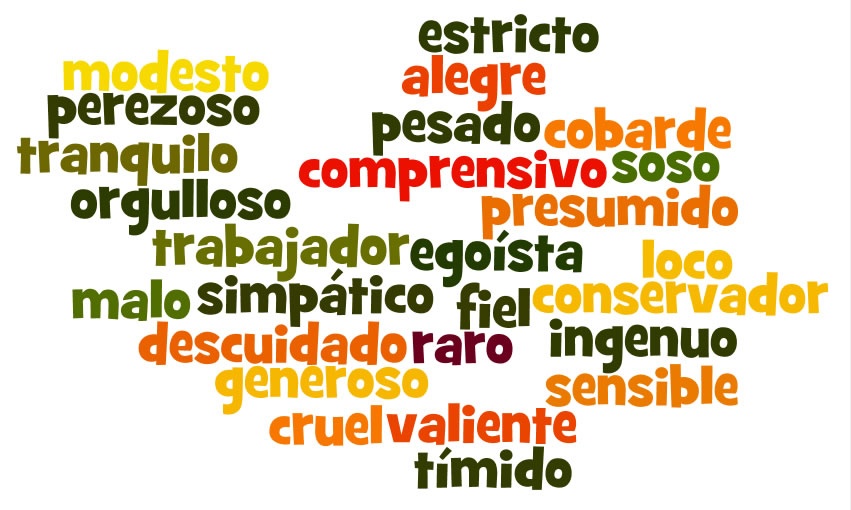 estricto
modesto
alegre
perezoso
pesado
cobarde
tranquilo
comprensivo
soso
orgulloso
presumido
trabajador
egoísta
loco
malo
simpático
fiel
conservador
descuidado
raro
ingenuo
generoso
sensible
cruel
valiente
tímido